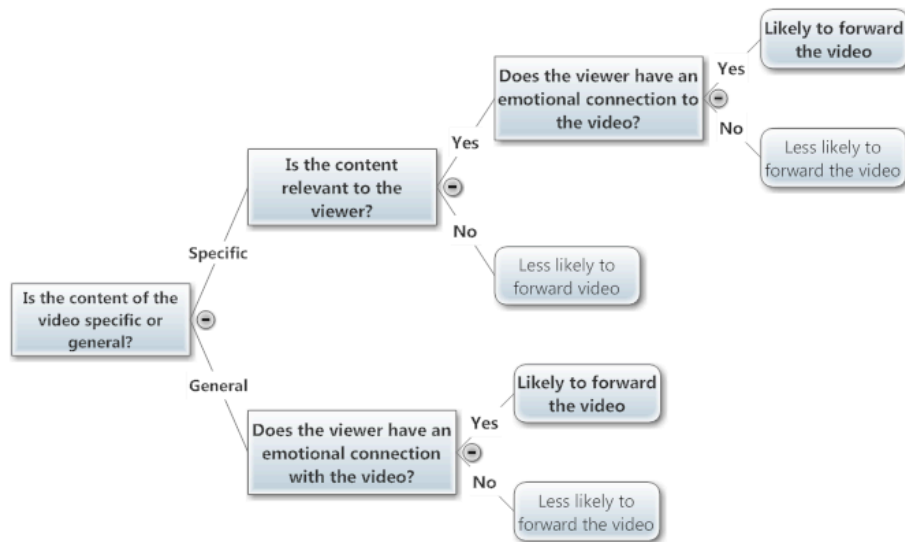 Likely to forward
the video
Yes
Does the viewer have an
emotional connection to
the video?
No
Less likely to
forward the video
Yes
Is the content
relevant to the
viewer?
No
Less likely to
forward video
Specific
Is the content of the
video specific or
general?
General
Likely to forward
the video
Yes
Does the viewer have an
emotional connection
with the video?
No
Less likely to
forward the video